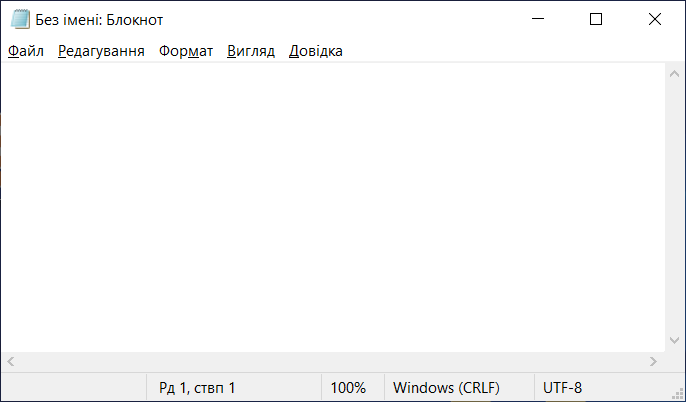 Без імені: Блокнот
Файл Редагування Формат Вигляд Довідка
Рд 1, ствп 1 100% Windows (CRLF) UTF-8